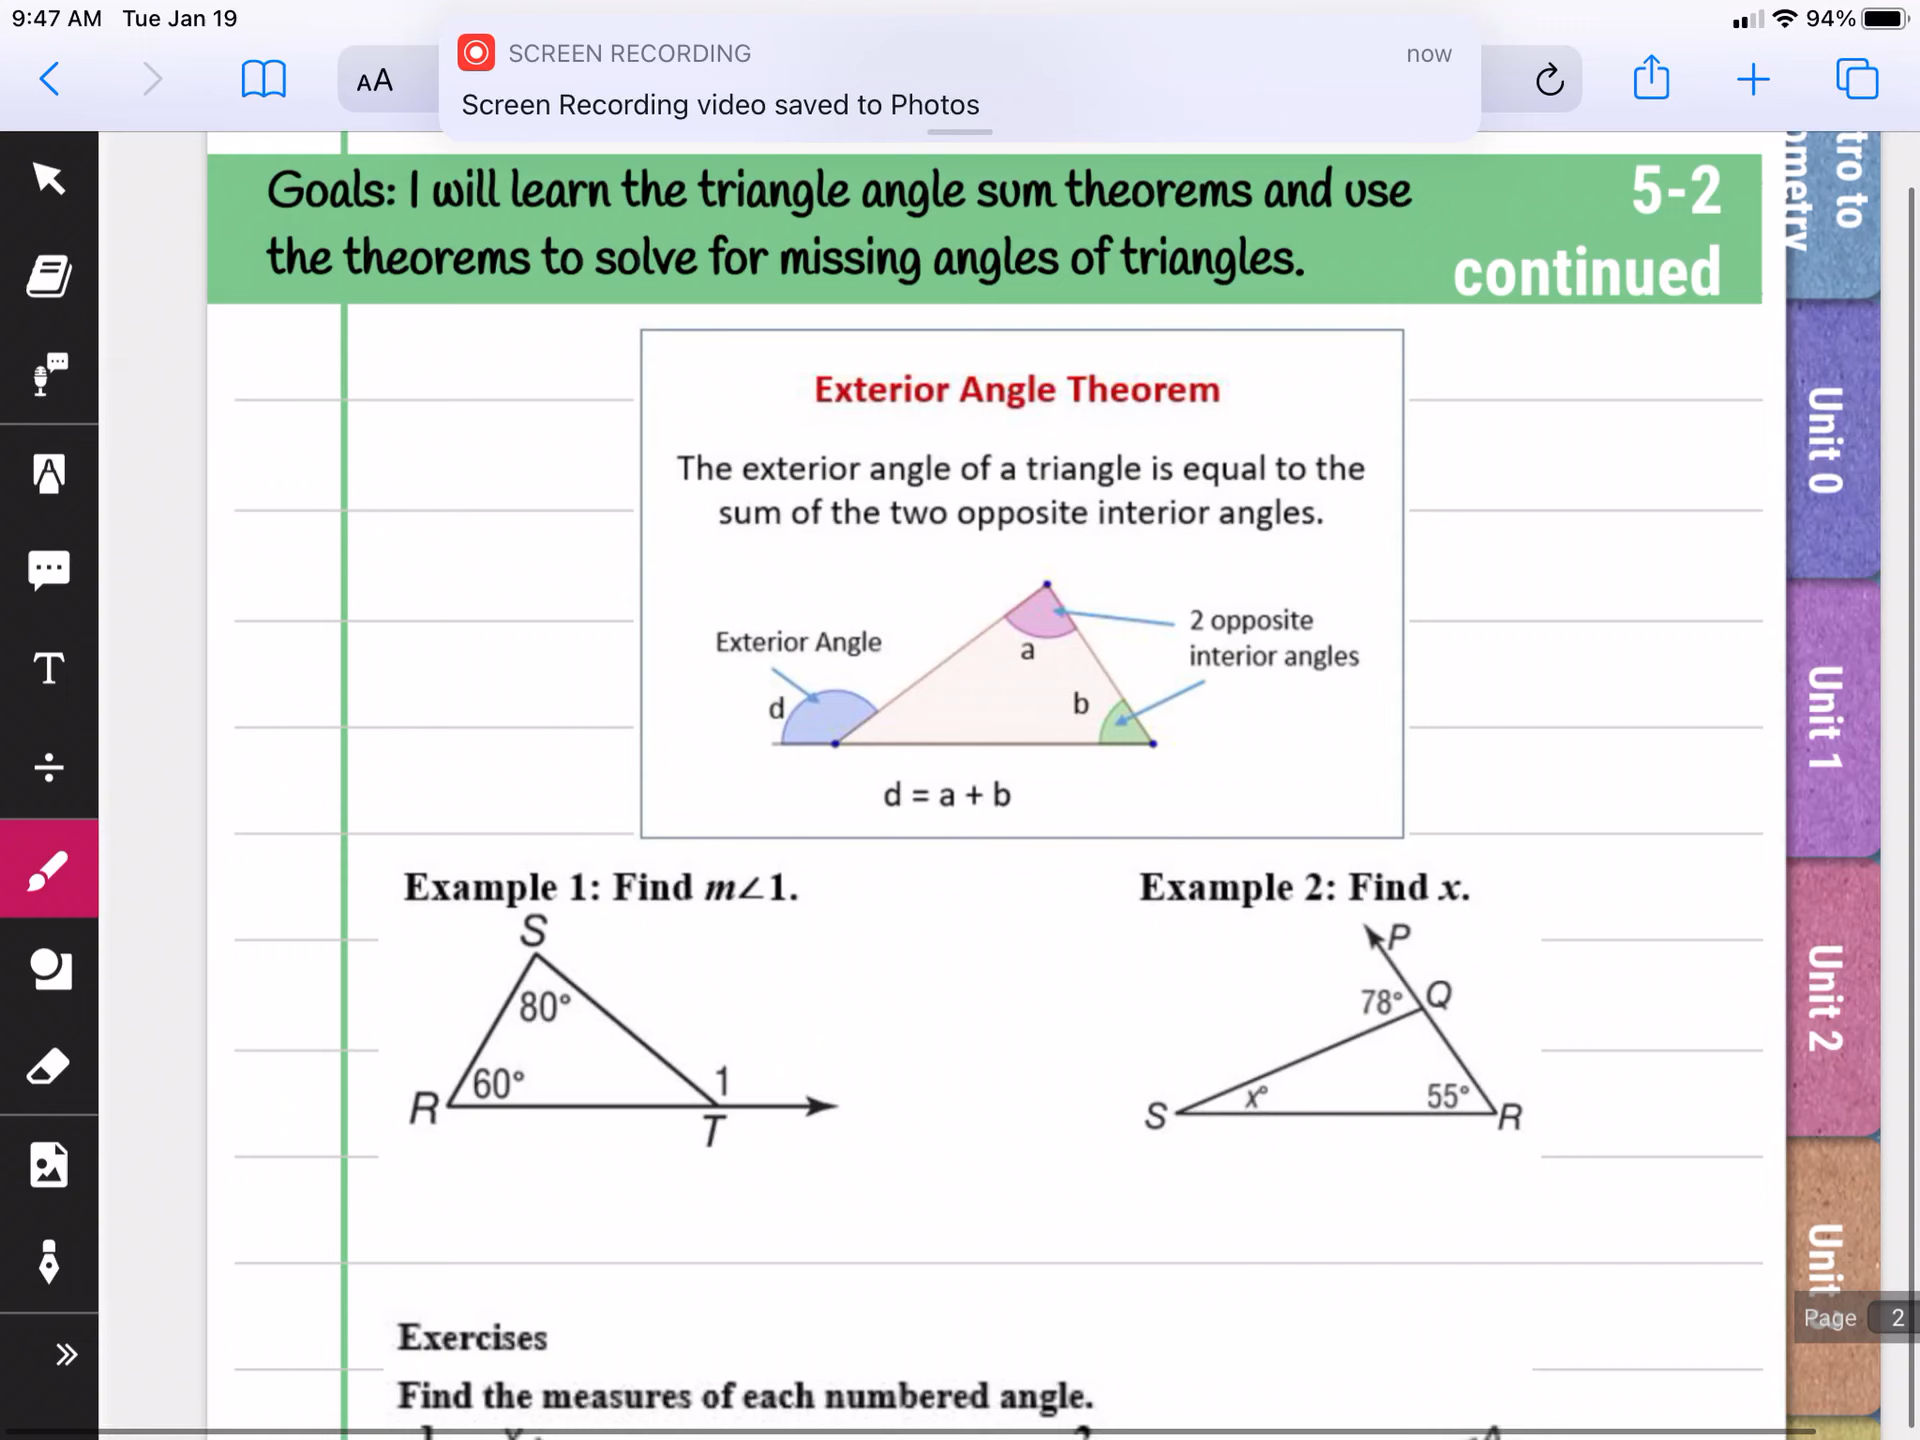 9:47 AM Tue Jan 19
94%
AA
SCREEN RECORDING
now
Screen Recording video saved to Photos
Goals: I will learn the triangle angle sum theorems and use
the theorems to solve for missing angles of triangles.
5-2
continued
Exterior Angle Theorem
The exterior angle of a triangle is equal to the
sum of the two opposite interior angles.
Exterior Angle
2 opposite
interior angles
a
b
d
d = a + b
Example 1: Find m∠1.
S
80°
60°
1
R
T
Example 2: Find x.
P
78°
Q
x°
55°
S
R
Exercises
Find the measures of each numbered angle.
Unit 0
Unit 1
Unit 2
Unit
Page 2